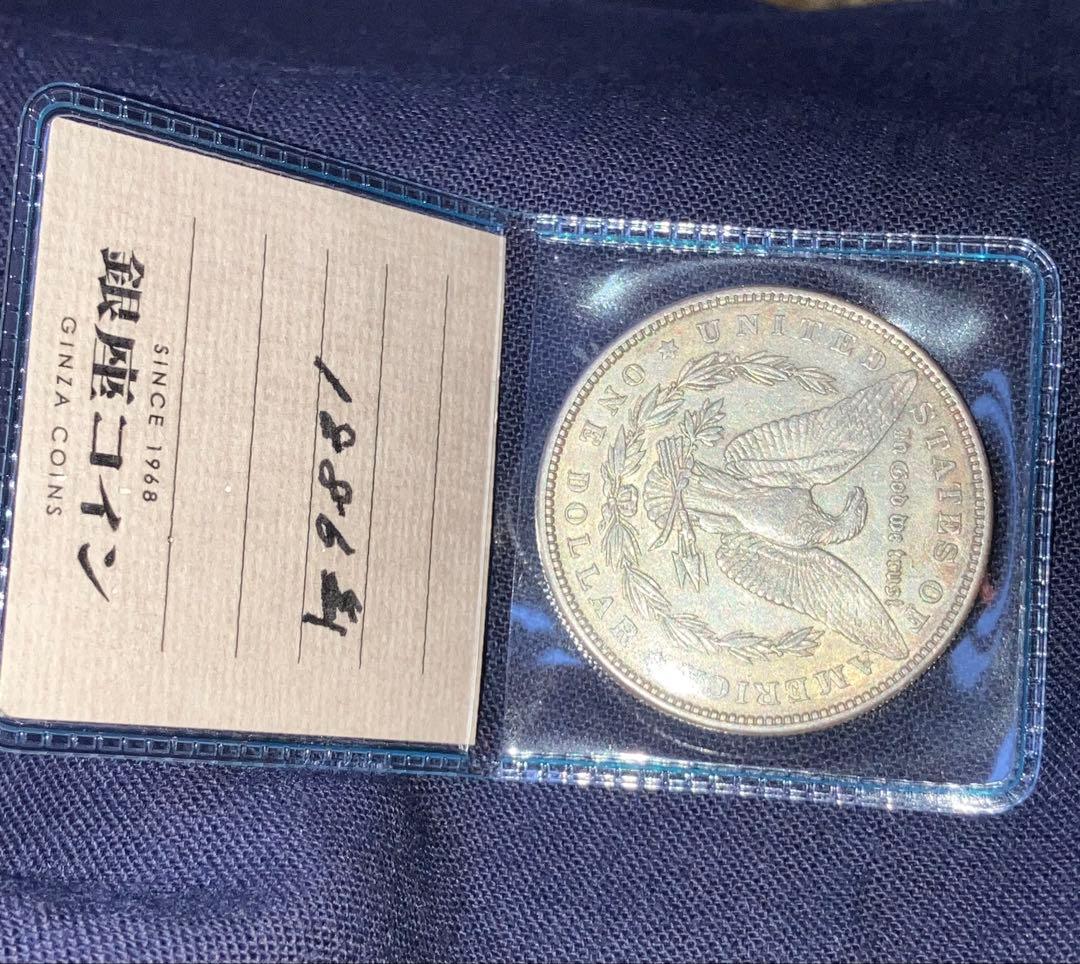 1886年
SINCE 1968
銀座コイン
GINZA COINS
UNITED STATES OF AMERICA
In God we trust
ONE DOLLAR